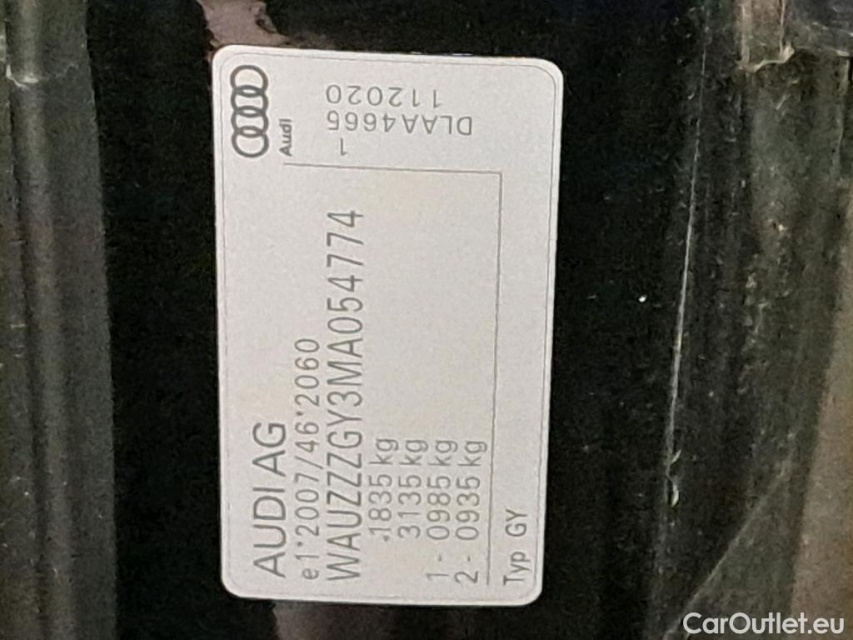 AUDI AG
e1*2007/46*2060
WAUZZZGY3MA054774
1835 kg
3135 kg
1- 0985 kg
2- 0935 kg
Typ GY
Audi
1
DLAA4665
112020
CarOutlet.eu